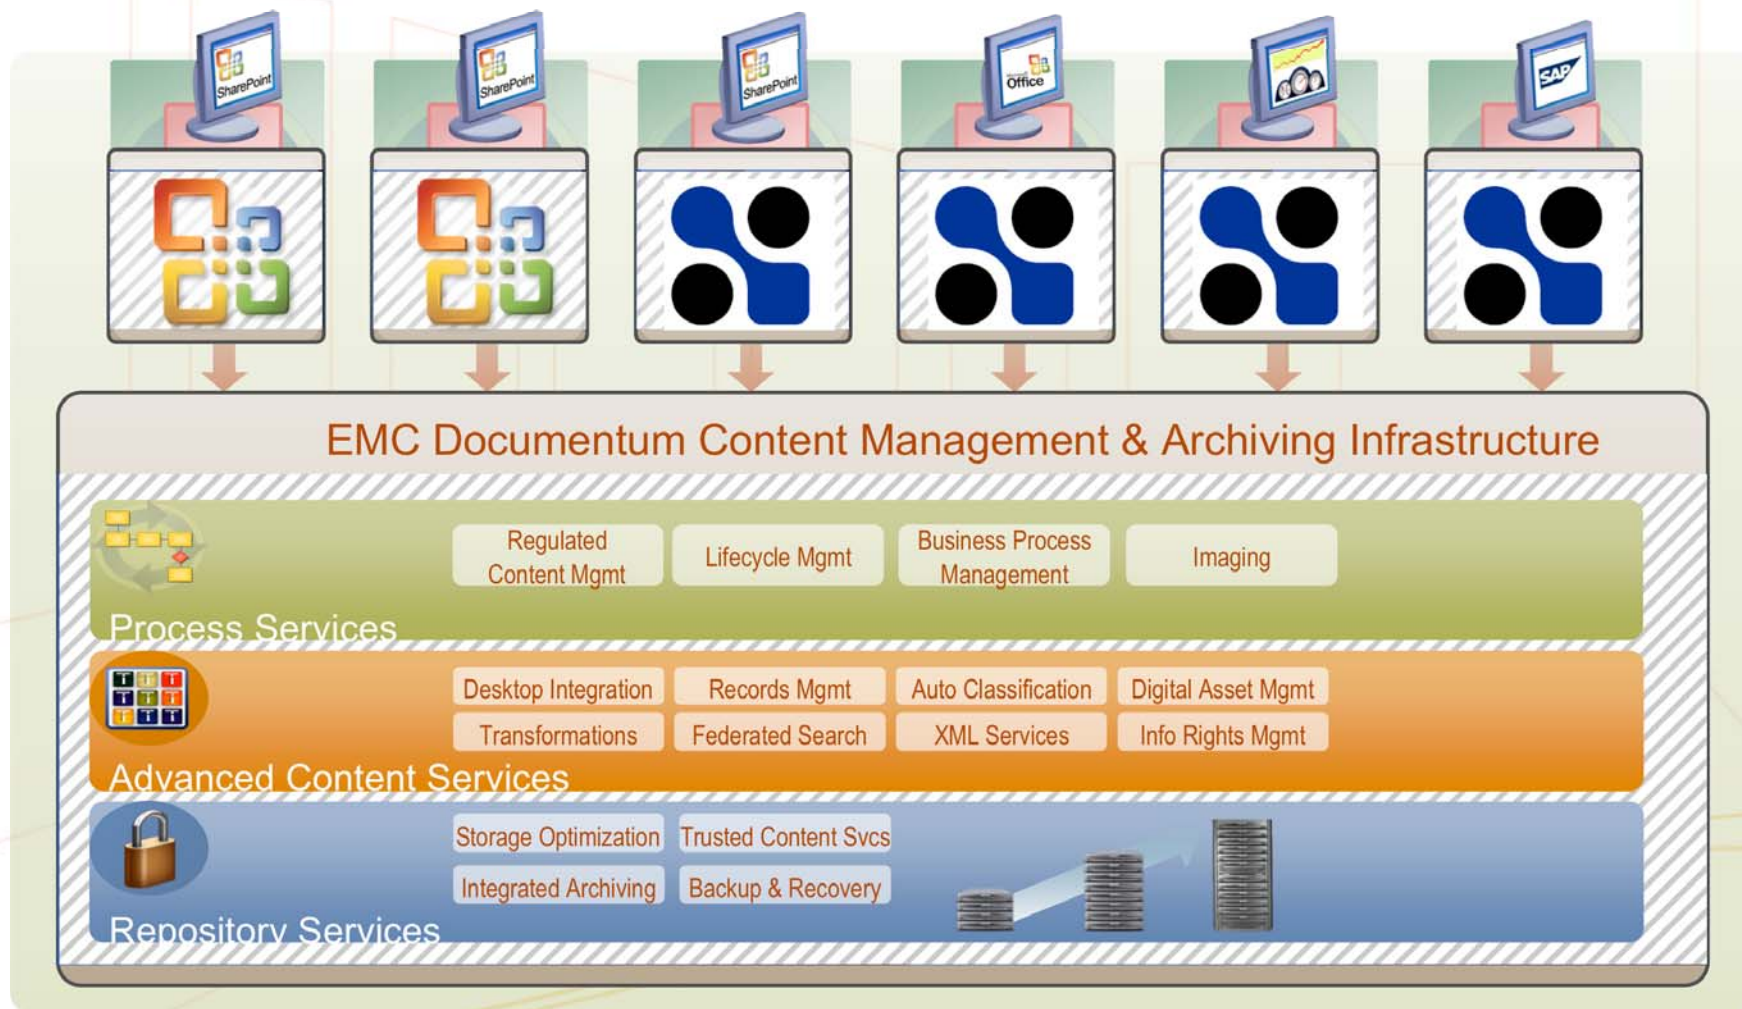 SharePoint
SharePoint
SharePoint
Microsoft
Office
SAP
EMC Documentum Content Management & Archiving Infrastructure
Regulated
Content Mgmt
Lifecycle Mgmt
Business Process
Management
Imaging
Process Services
Desktop Integration
Records Mgmt
Auto Classification
Digital Asset Mgmt
Transformations
Federated Search
XML Services
Info Rights Mgmt
Advanced Content Services
Storage Optimization
Trusted Content Svcs
Integrated Archiving
Backup & Recovery
Repository Services